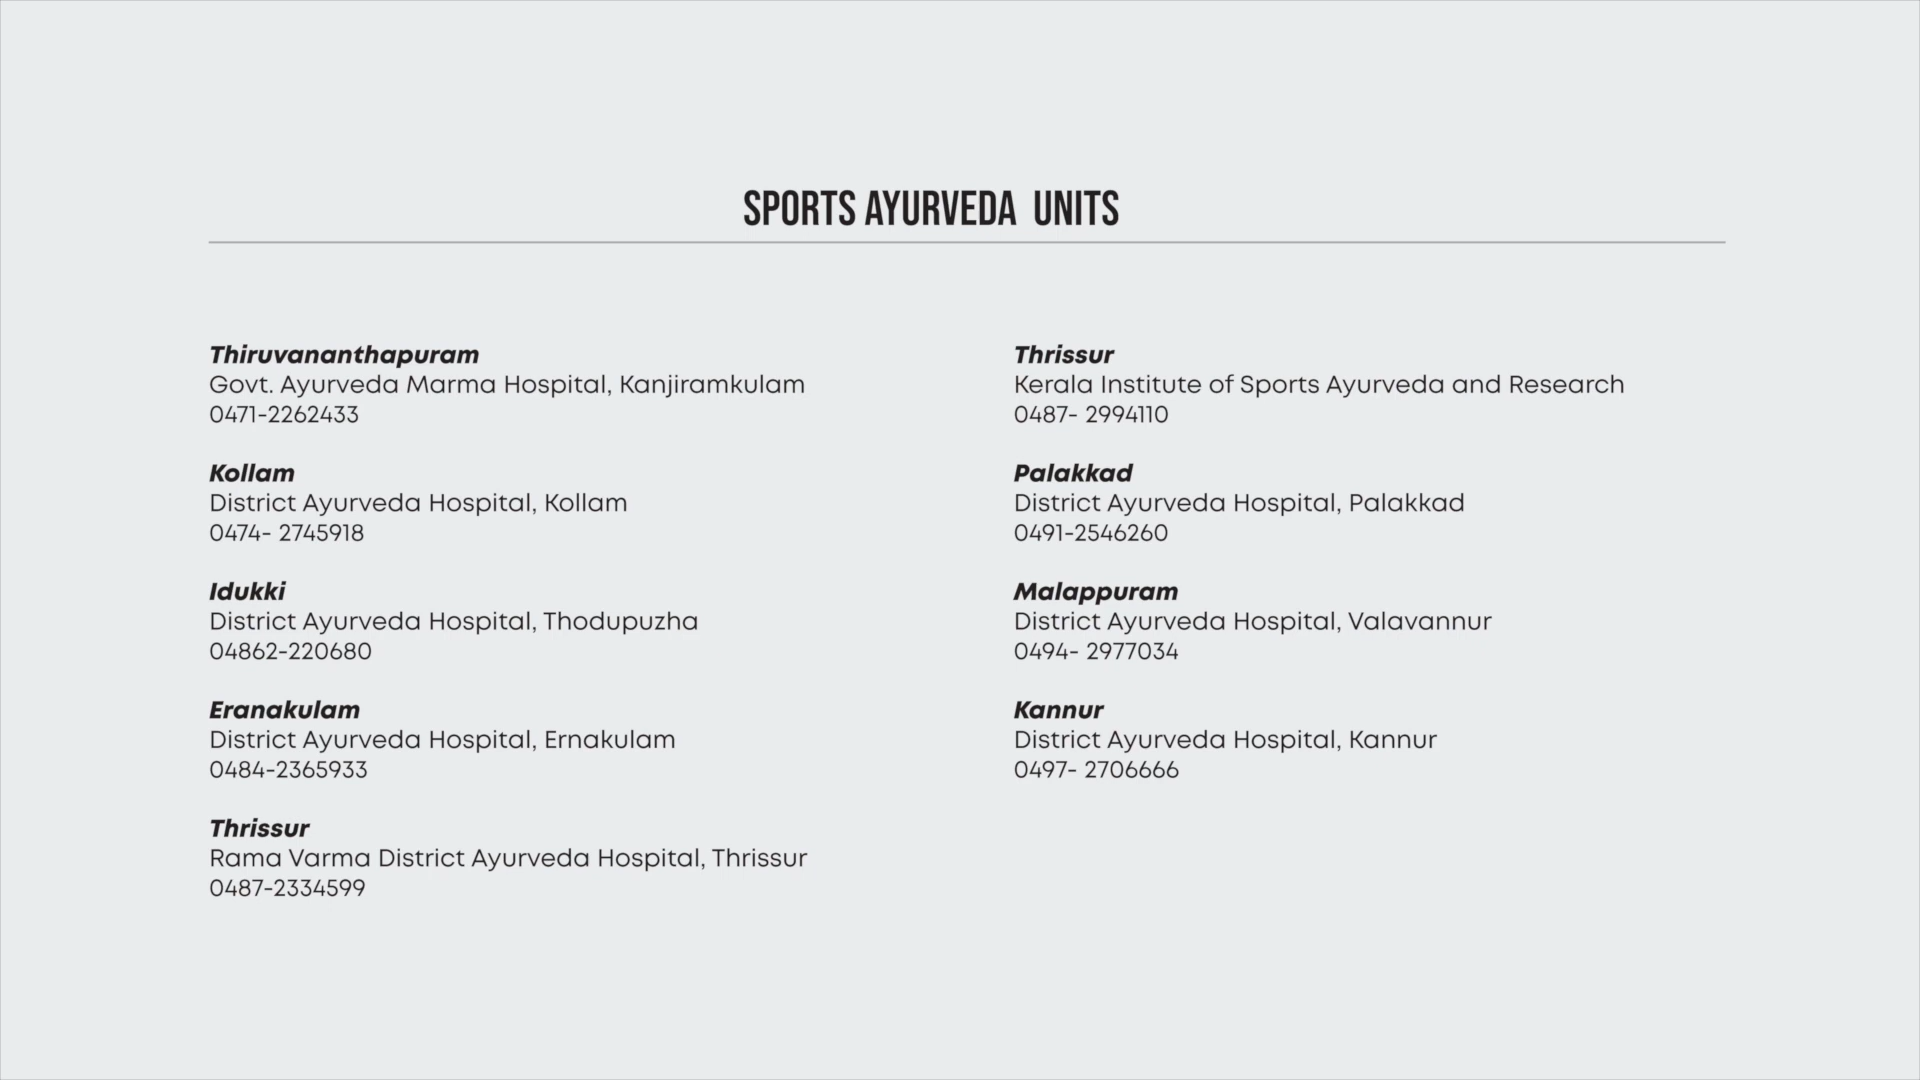 SPORTS AYURVEDA  UNITS
Thiruvananthapuram
Govt. Ayurveda Marma Hospital, Kanjiramkulam
0471-2262433
Kollam
District Ayurveda Hospital, Kollam
0474- 2745918
Idukki
District Ayurveda Hospital, Thodupuzha
04862-220680
Eranakulam
District Ayurveda Hospital, Ernakulam
0484-2365933
Thrissur
Rama Varma District Ayurveda Hospital, Thrissur
0487-2334599
Thrissur
Kerala Institute of Sports Ayurveda and Research
0487- 2994110
Palakkad
District Ayurveda Hospital, Palakkad
0491-2546260
Malappuram
District Ayurveda Hospital, Valavannur
0494- 2977034
Kannur
District Ayurveda Hospital, Kannur
0497- 2706666